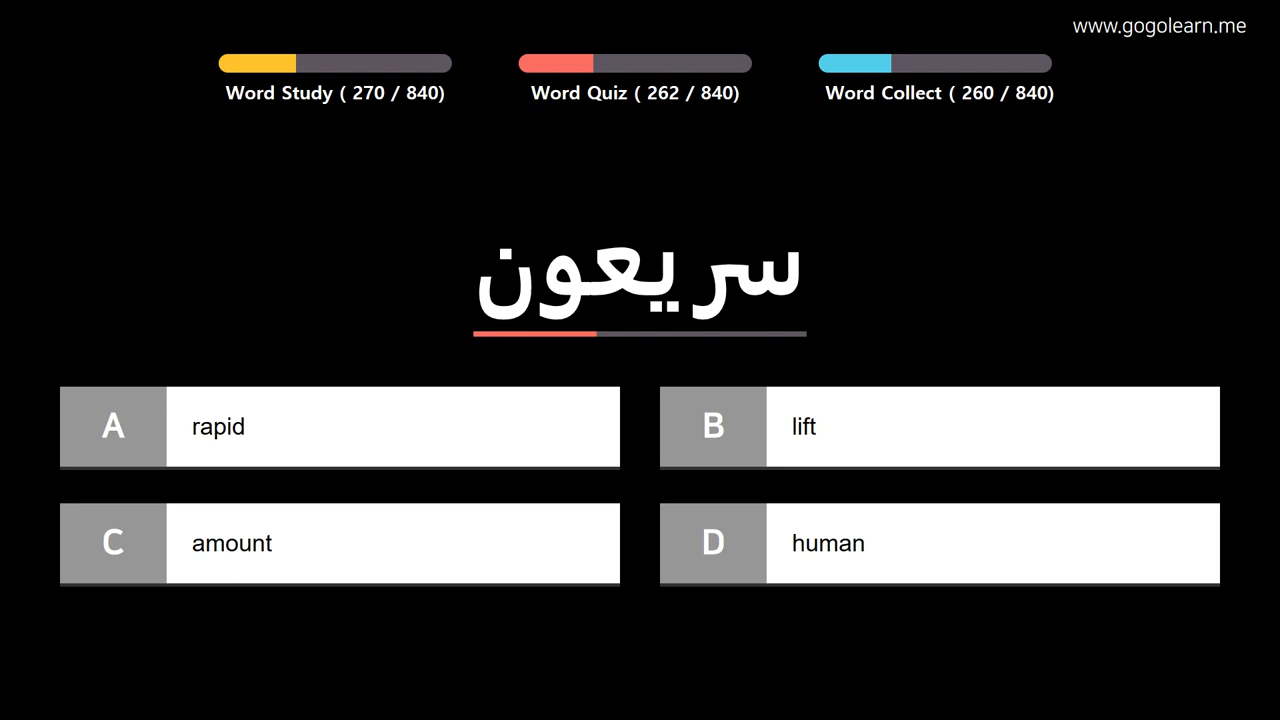 www.gogolearn.me
Word Study ( 270 / 840)
Word Quiz ( 262 / 840)
Word Collect ( 260 / 840)
سريعون
A rapid
B lift
C amount
D human